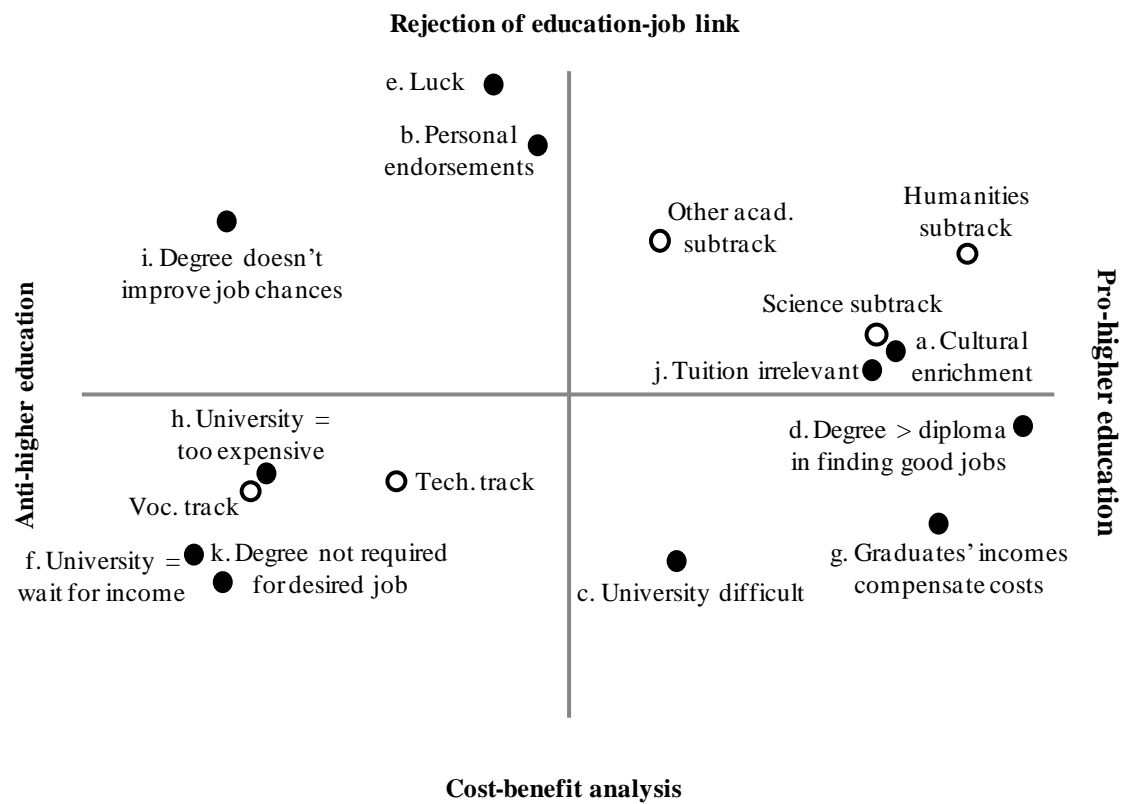 Rejection of education-job link
e. Luck
b. Personal
endorsements
Humanities
subtrack
Other acad.
subtrack
i. Degree doesn't
improve job chances
Science subtrack
a. Cultural
enrichment
j. Tuition irrelevant
Anti-higher education
Pro-higher education
h. University =
too expensive
d. Degree > diploma
in finding good jobs
Tech. track
Voc. track
f. University =
wait for income
k. Degree not required
for desired job
g. Graduates' incomes
compensate costs
c. University difficult
Cost-benefit analysis